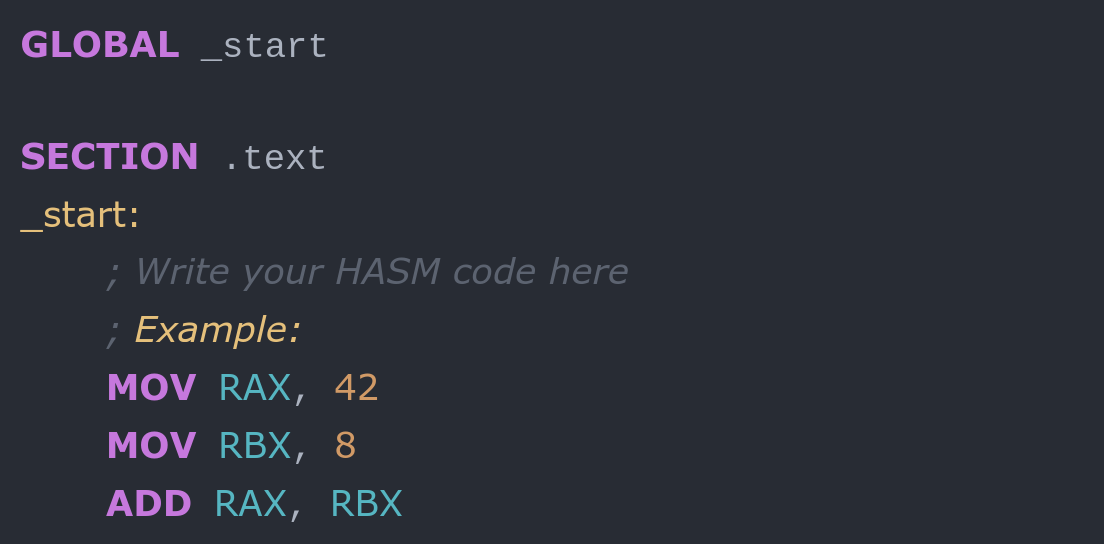 GLOBAL _start
SECTION .text
_start:
; Write your HASM code here
; Example:
MOV RAX, 42
MOV RBX, 8
ADD RAX, RBX